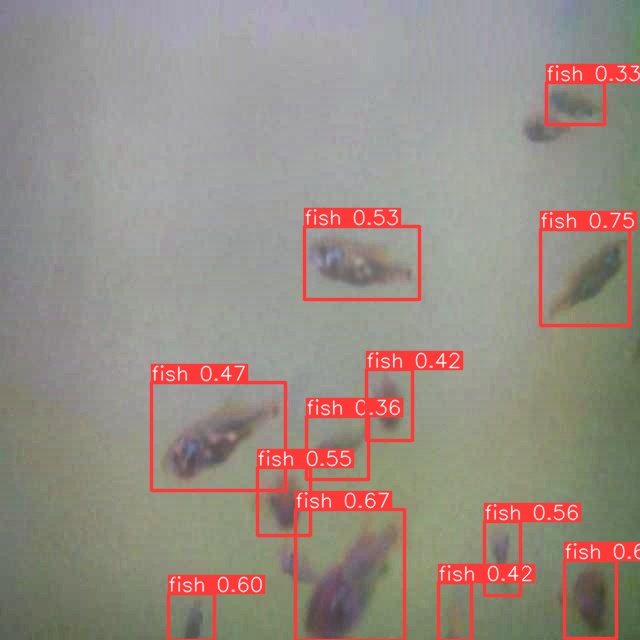 fish 0.33
fish 0.53
fish 0.75
fish 0.42
fish 0.47
fish 0.36
fish 0.55
fish 0.67
fish 0.56
fish 0.6
fish 0.42
fish 0.60